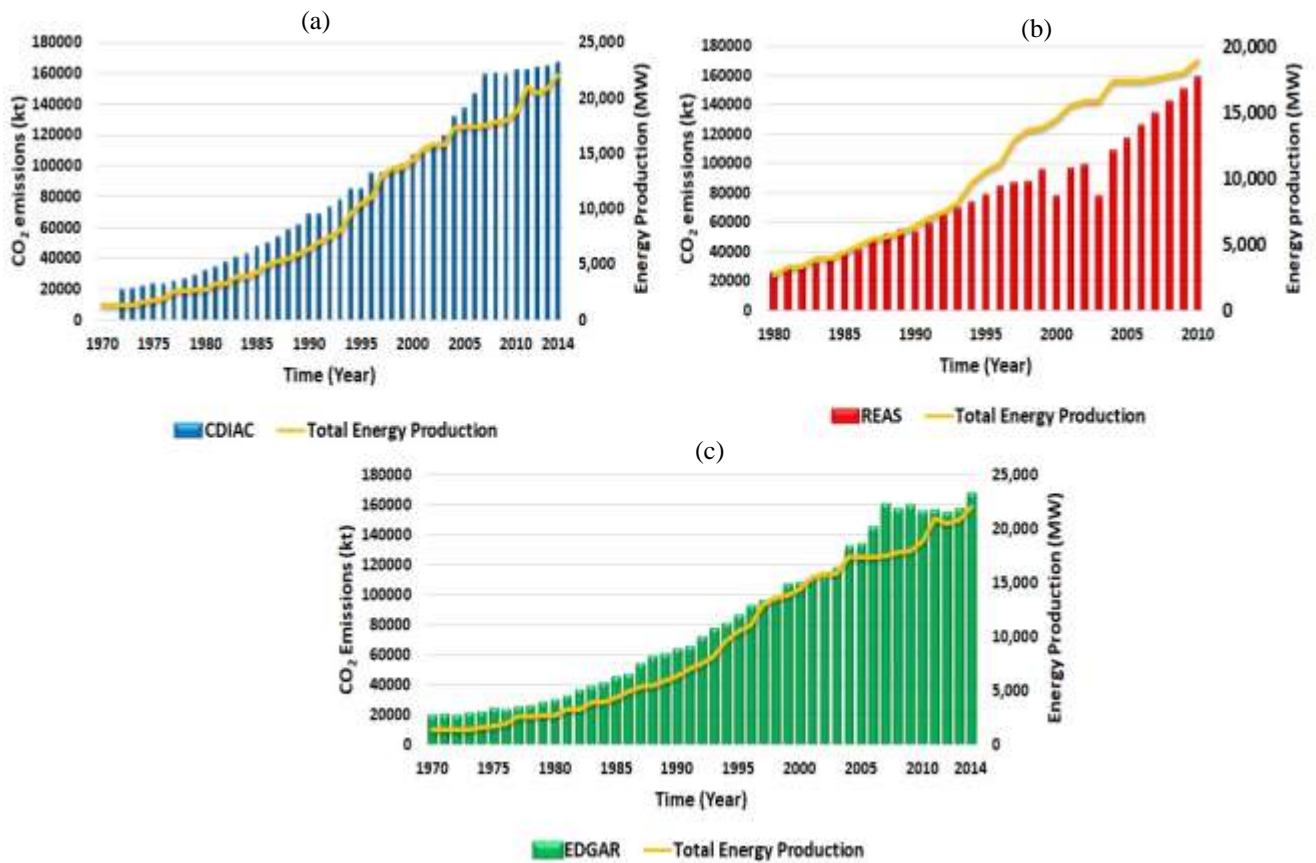 (a)
180000
160000
140000
120000
100000
80000
60000
40000
20000
0
CO2 emissions (kt)
25,000
20,000
15,000
10,000
5,000
0
Energy Production (MW)
1970 1975 1980 1985 1990 1995 2000 2005 2010 2014
Time (Year)
CDIAC Total Energy Production
(b)
180000
160000
140000
120000
100000
80000
60000
40000
20000
0
CO2 emissions (kt)
20,000
15,000
10,000
5,000
0
Energy production (MW)
1980 1985 1990 1995 2000 2005 2010
Time (Year)
REAS Total Energy Production
(c)
180000
160000
140000
120000
100000
80000
60000
40000
20000
0
CO2 Emissions (kt)
25,000
20,000
15,000
10,000
5,000
0
Energy Production (MW)
1970 1975 1980 1985 1990 1995 2000 2005 2010 2014
Time (Year)
EDGAR Total Energy Production